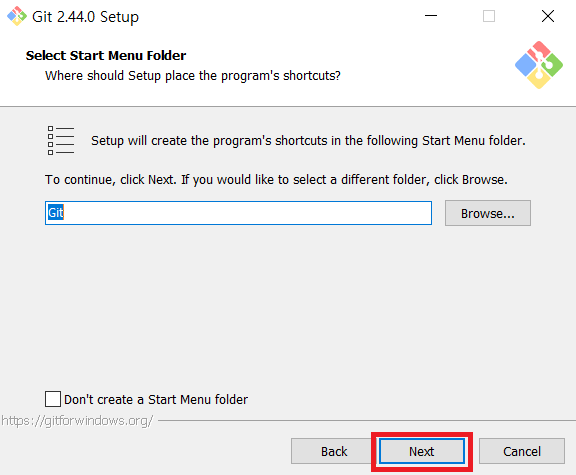 Git 2.44.0 Setup
Select Start Menu Folder
Where should Setup place the program's shortcuts?
Setup will create the program's shortcuts in the following Start Menu folder.
To continue, click Next. If you would like to select a different folder, click Browse.
Git
Browse...
Don't create a Start Menu folder
https://gitforwindows.org/
Back
Next
Cancel